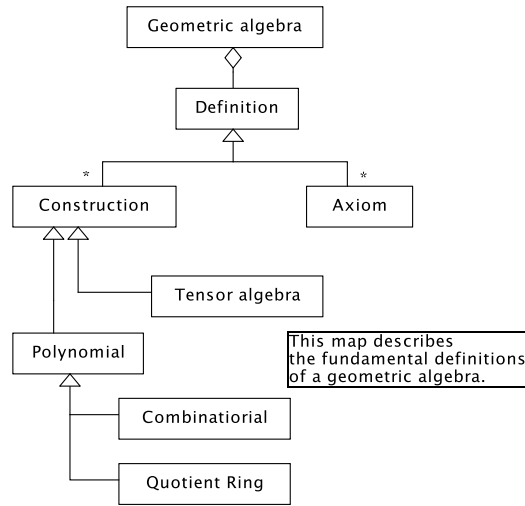 Geometric algebra
Definition
*
*
Construction
Axiom
Tensor algebra
Polynomial
This map describes
the fundamental definitions
of a geometric algebra.
Combinatiorial
Quotient Ring